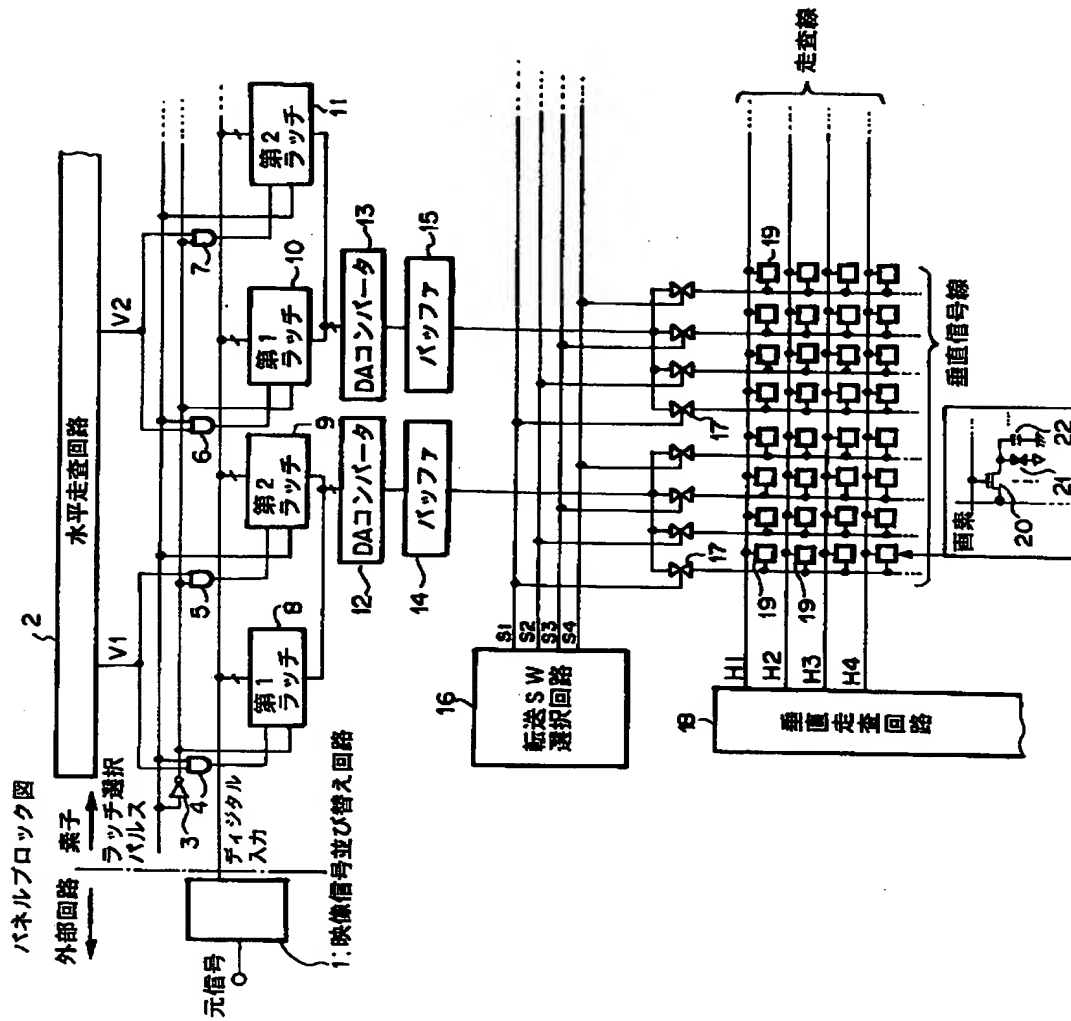 パネルブロック図
外部回路
素子
2
水平走査回路
ラッチ選択
パルス
V1
V2
3
4
5
6
7
元信号
ディジタル
入力
1:映像信号並び替え回路
第1
ラッチ
8
第2
ラッチ
9
第1
ラッチ
10
第2
ラッチ
11
12
DAコンバータ
DAコンバータ
13
14
バッファ
バッファ
15
16
転送SW
選択回路
S1
S2
S3
S4
17
17
18
垂直走査回路
H1
H2
H3
H4
19
19
19
走査線
垂直信号線
画素
20
21
22